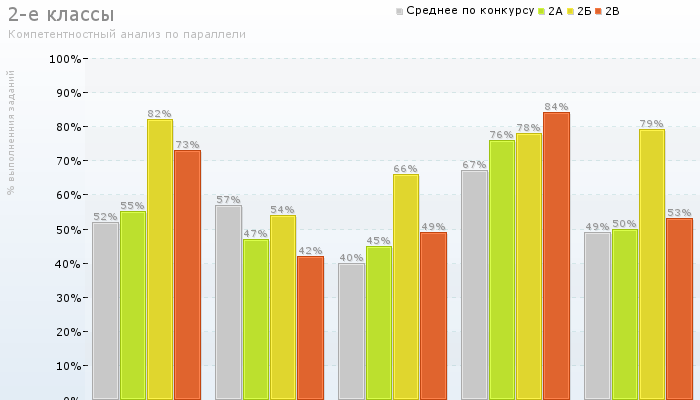 2-е классы
Среднее по конкурсу 2А 2Б 2В
Компетентностный анализ по параллели
% выполнения заданий
100%
90%
80%
70%
60%
50%
40%
30%
20%
10%
0%
52% 55% 82% 73%
57% 47% 54% 42%
40% 45% 66% 49%
67% 76% 78% 84%
49% 50% 79% 53%